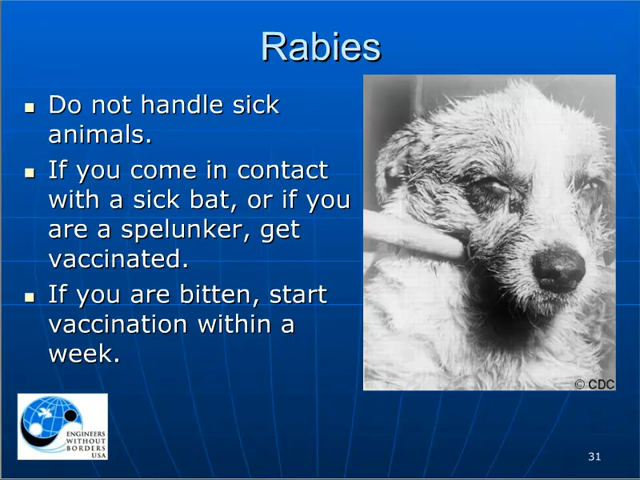 Rabies
Do not handle sick
animals.
If you come in contact
with a sick bat, or if you
are a spelunker, get
vaccinated.
If you are bitten, start
vaccination within a
week.
© CDC
ENGINEERS
WITHOUT
BORDERS
USA
31